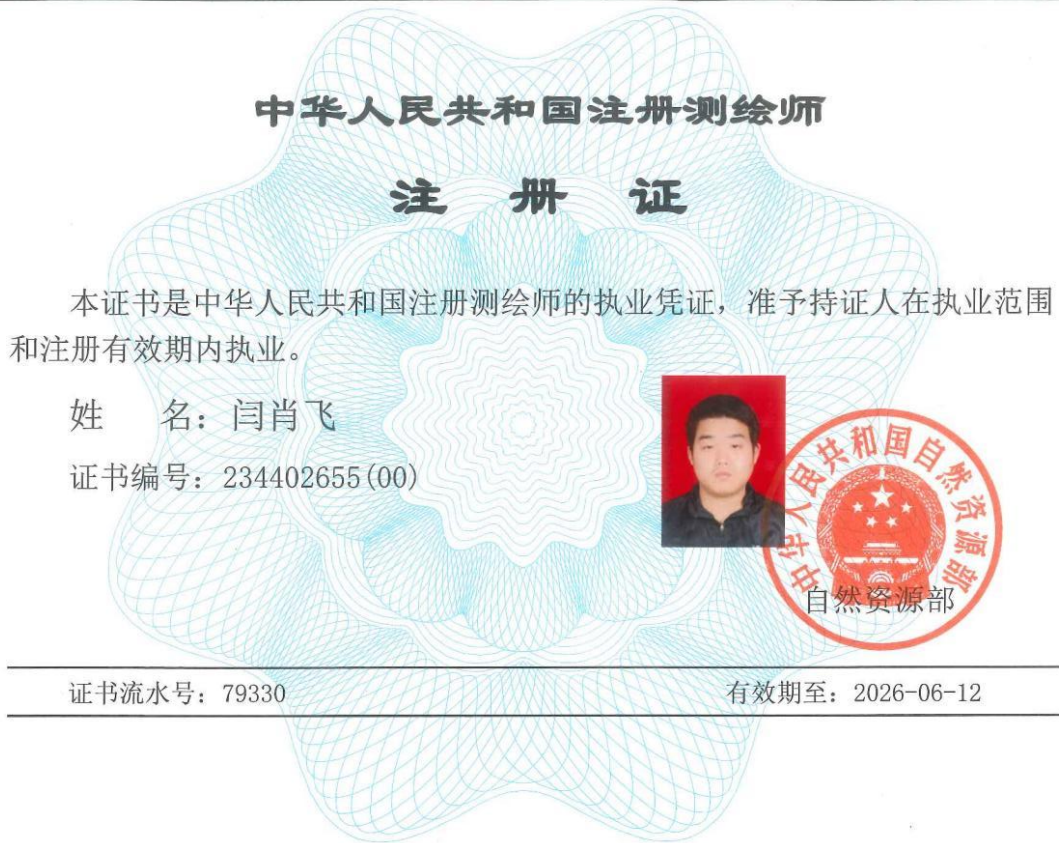 中华人民共和国注册测绘师
注 册 证
本证书是中华人民共和国注册测绘师的执业凭证，准予持证人在执业范围
和注册有效期内执业。
姓 名：闫肖飞
证书编号：234402655(00)
中华人民共和国自然资源部
自然资源部
证书流水号：79330
有效期至：2026-06-12